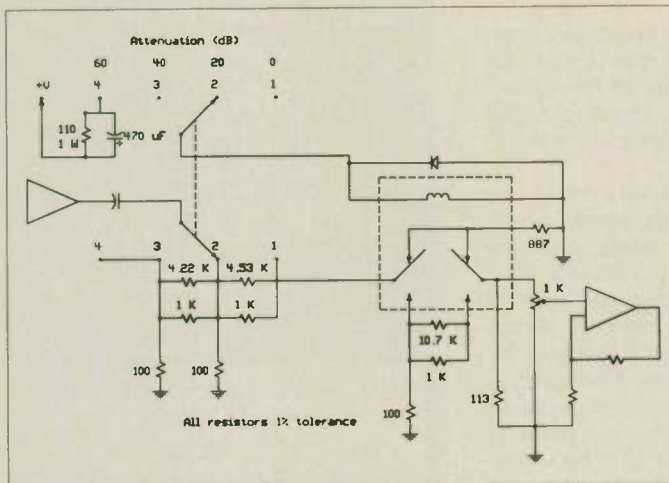 Attenuation (dB)
60 40 20 0
4 3 2 1
+V
110
1 W
470 uF
887
4 3 2 1
4.22 K 4.53 K
1 K 1 K
1 K
10.7 K
1 K
100 100
100
113
All resistors 1% tolerance